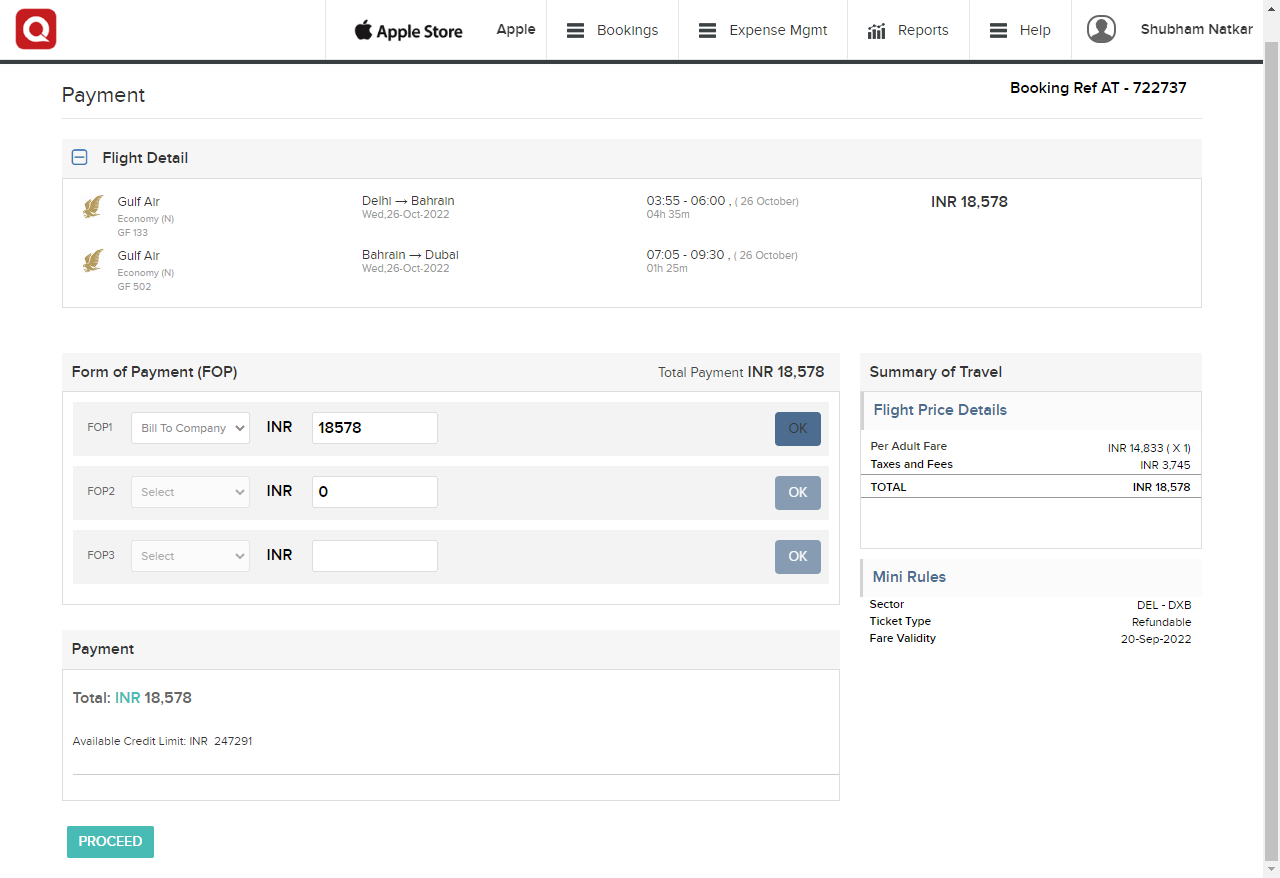 Q Apple Store Apple Bookings Expense Mgmt Reports Help Shubham Natkar
Payment Booking Ref AT - 722737
Flight Detail
Gulf Air Delhi → Bahrain 03:55 - 06:00 , ( 26 October) INR 18,578
Economy (N) Wed,26-Oct-2022 04h 35m
GF 133
Gulf Air Bahrain → Dubai 07:05 - 09:30 , ( 26 October)
Economy (N) Wed,26-Oct-2022 01h 25m
GF 502
Form of Payment (FOP) Total Payment INR 18,578
FOP1 Bill To Company INR 18578 OK
FOP2 Select INR 0 OK
FOP3 Select INR OK
Payment
Total: INR 18,578
Available Credit Limit: INR 247291
PROCEED
Summary of Travel
Flight Price Details
Per Adult Fare INR 14,833 ( X 1)
Taxes and Fees INR 3,745
TOTAL INR 18,578
Mini Rules
Sector DEL - DXB
Ticket Type Refundable
Fare Validity 20-Sep-2022